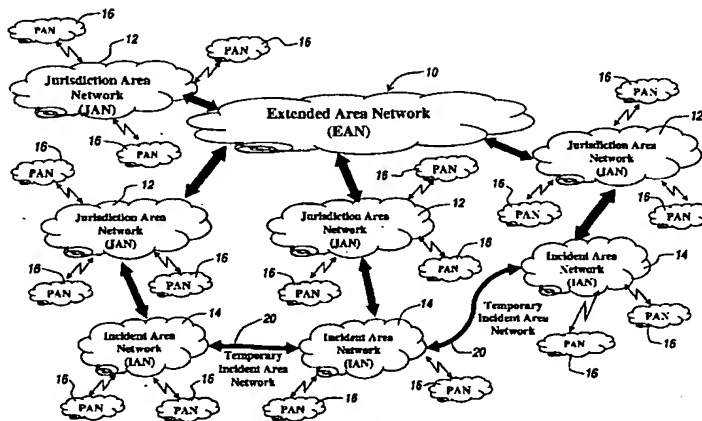 16
PAN
12
PAN
16
Jurisdiction Area
Network
(JAN)
16
PAN
10
Extended Area Network
(EAN)
16
PAN
12
Jurisdiction Area
Network
(JAN)
16
PAN
16
PAN
16
PAN
12
Jurisdiction Area
Network
(JAN)
16
PAN
16
PAN
16
PAN
12
Jurisdiction Area
Network
(JAN)
16
PAN
16
PAN
14
Incident Area
Network
(IAN)
16
PAN
16
PAN
20
Temporary
Incident Area
Network
14
Incident Area
Network
(IAN)
16
PAN
16
PAN
Temporary
Incident Area
Network
20
14
Incident Area
Network
(IAN)
PAN
16
PAN
16